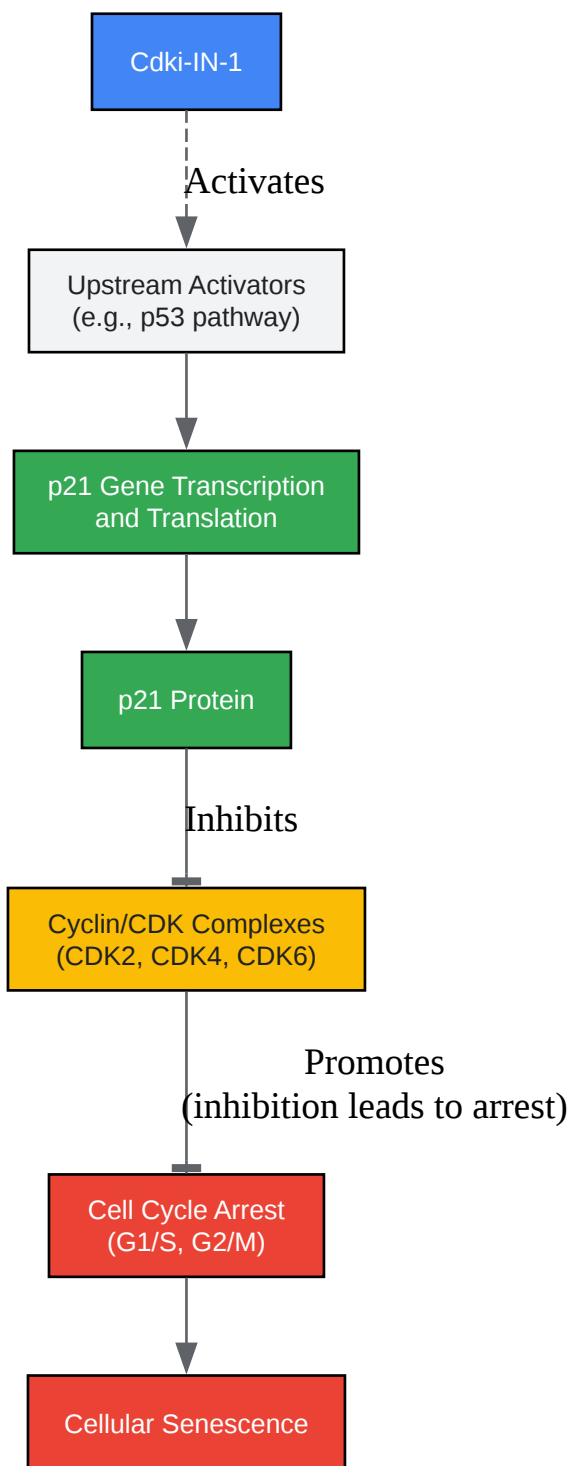 Cdki-IN-1
Activates
Upstream Activators
(e.g., p53 pathway)
p21 Gene Transcription
and Translation
p21 Protein
Inhibits
Cyclin/CDK Complexes
(CDK2, CDK4, CDK6)
Promotes
(inhibition leads to arrest)
Cell Cycle Arrest
(G1/S, G2/M)
Cellular Senescence